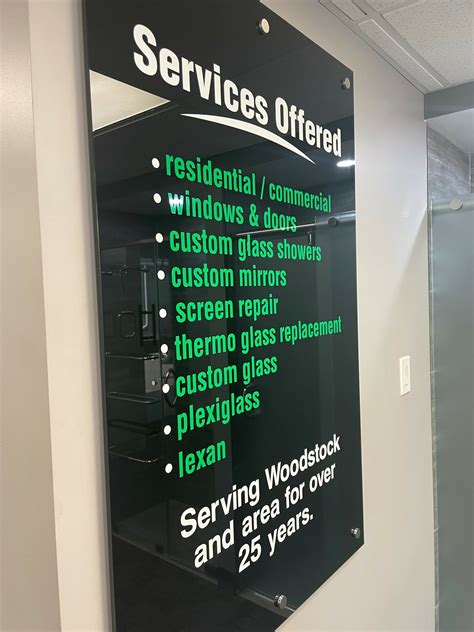 Services Offered
• residential / commercial
• windows & doors
• custom glass showers
• custom mirrors
• screen repair
• thermo glass replacement
• custom glass
• plexiglass
• lexan
Serving Woodstock
and area for over
25 years.